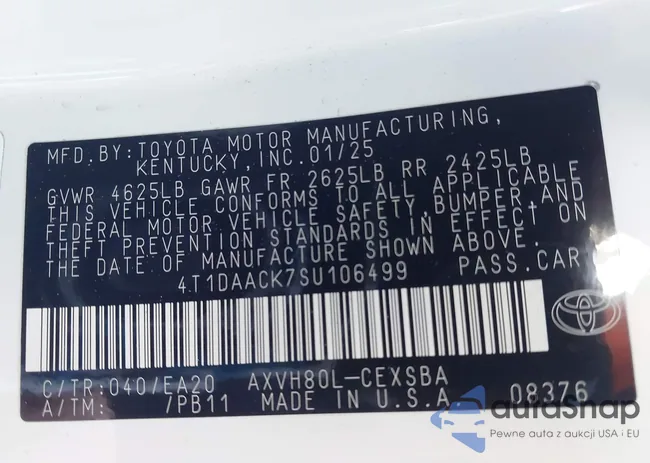 MFD. BY: TOYOTA MOTOR MANUFACTURING,
KENTUCKY, INC. 01/25
GVWR 4625LB GAWR FR 2625LB RR 2425LB
THIS VEHICLE CONFORMS TO ALL APPLICABLE
FEDERAL MOTOR VEHICLE SAFETY, BUMPER, AND
THEFT PREVENTION STANDARDS IN EFFECT ON
THE DATE OF MANUFACTURE SHOWN ABOVE.
4T1DAACK7SU106499 PASS. CAR
C/TR: 040/EA20 AXVH80L-CEXSBA
A/TM: 7PB11 MADE IN U.S.A 08376
autoSnap
Pewne auta z aukcji USA i EU